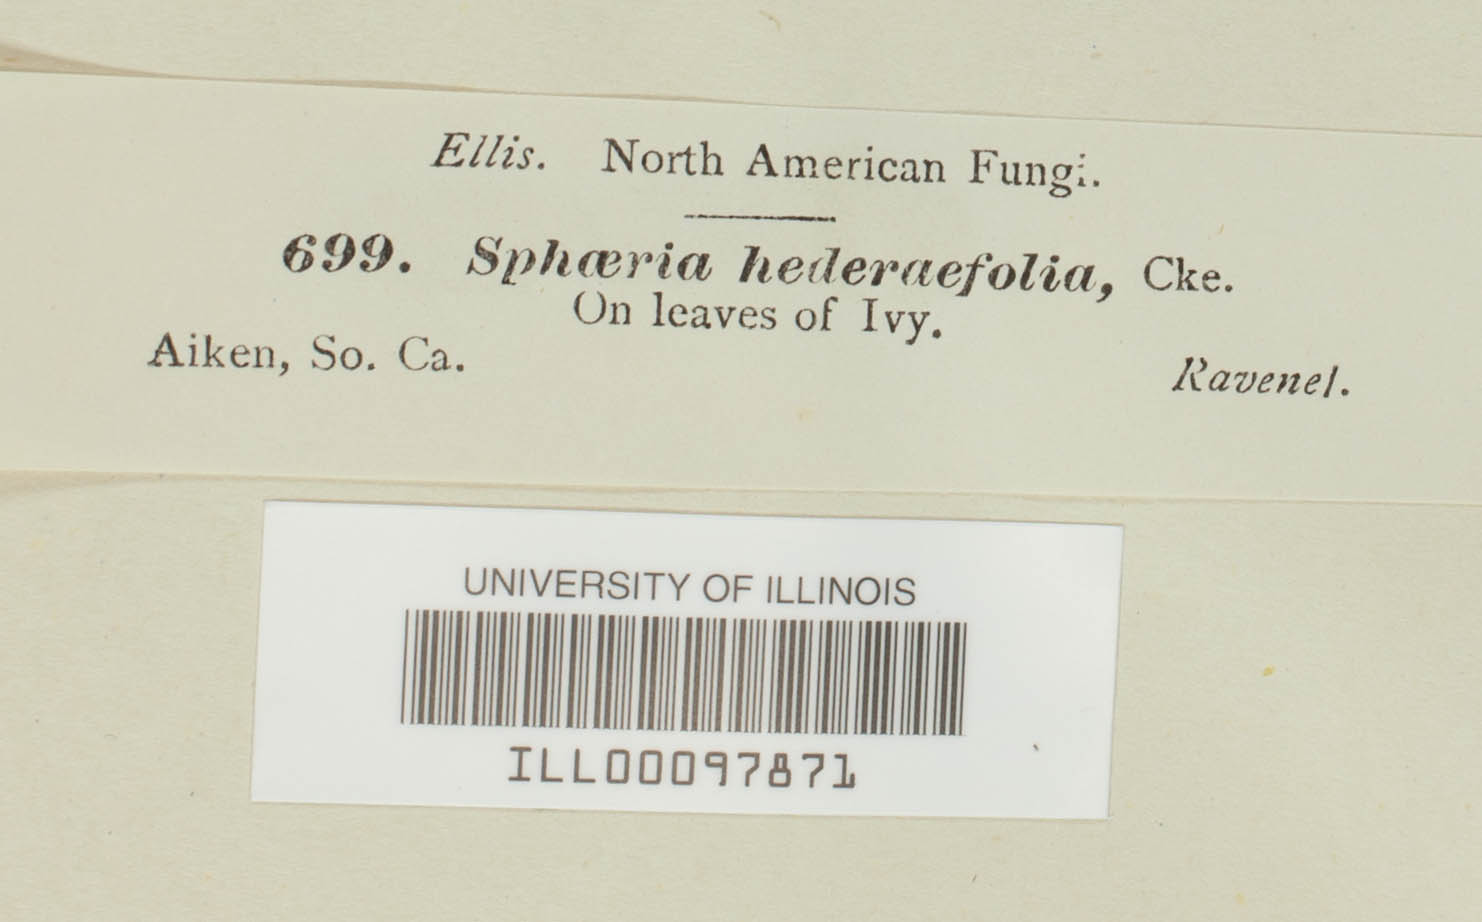 Ellis. North American Fungi.
699. Sphæria hederaefolia, Cke.
On leaves of Ivy.
Aiken, So. Ca. Ravenel.
UNIVERSITY OF ILLINOIS
ILL00097871